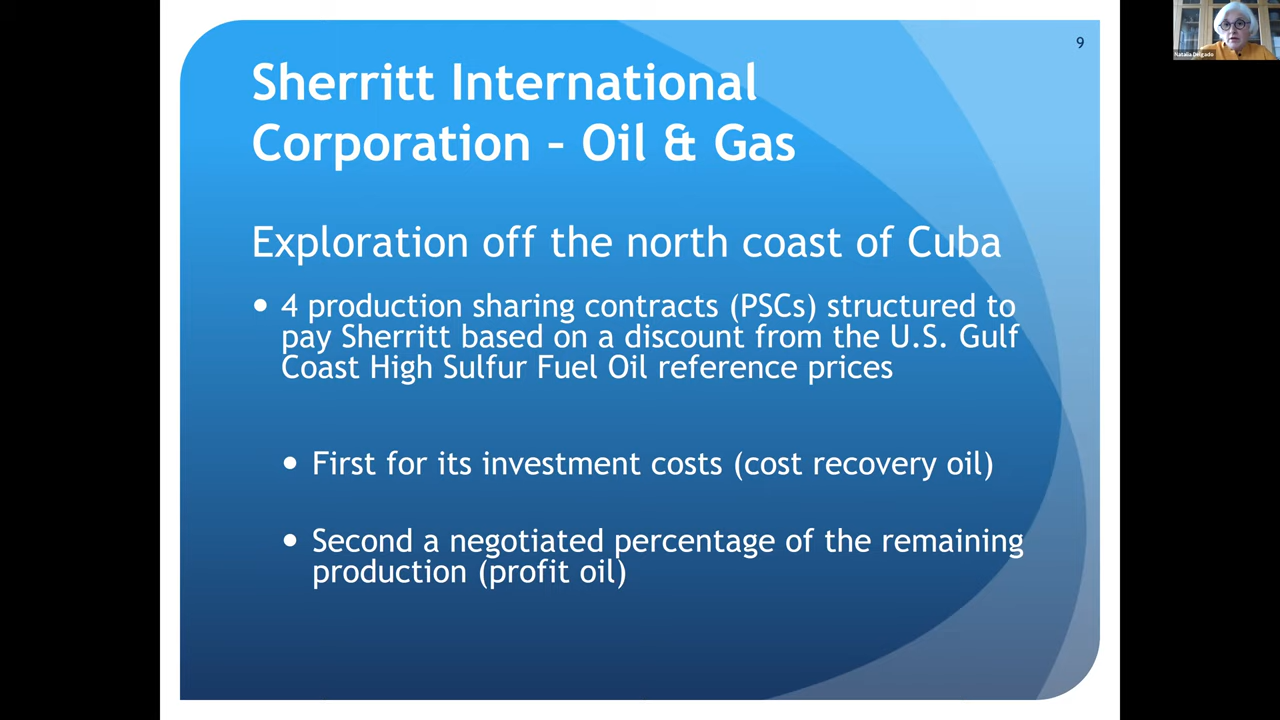 9
Sherritt International
Corporation – Oil & Gas
Exploration off the north coast of Cuba
• 4 production sharing contracts (PSCs) structured to
pay Sherritt based on a discount from the U.S. Gulf
Coast High Sulfur Fuel Oil reference prices
• First for its investment costs (cost recovery oil)
• Second a negotiated percentage of the remaining
production (profit oil)
Natalia Delgado